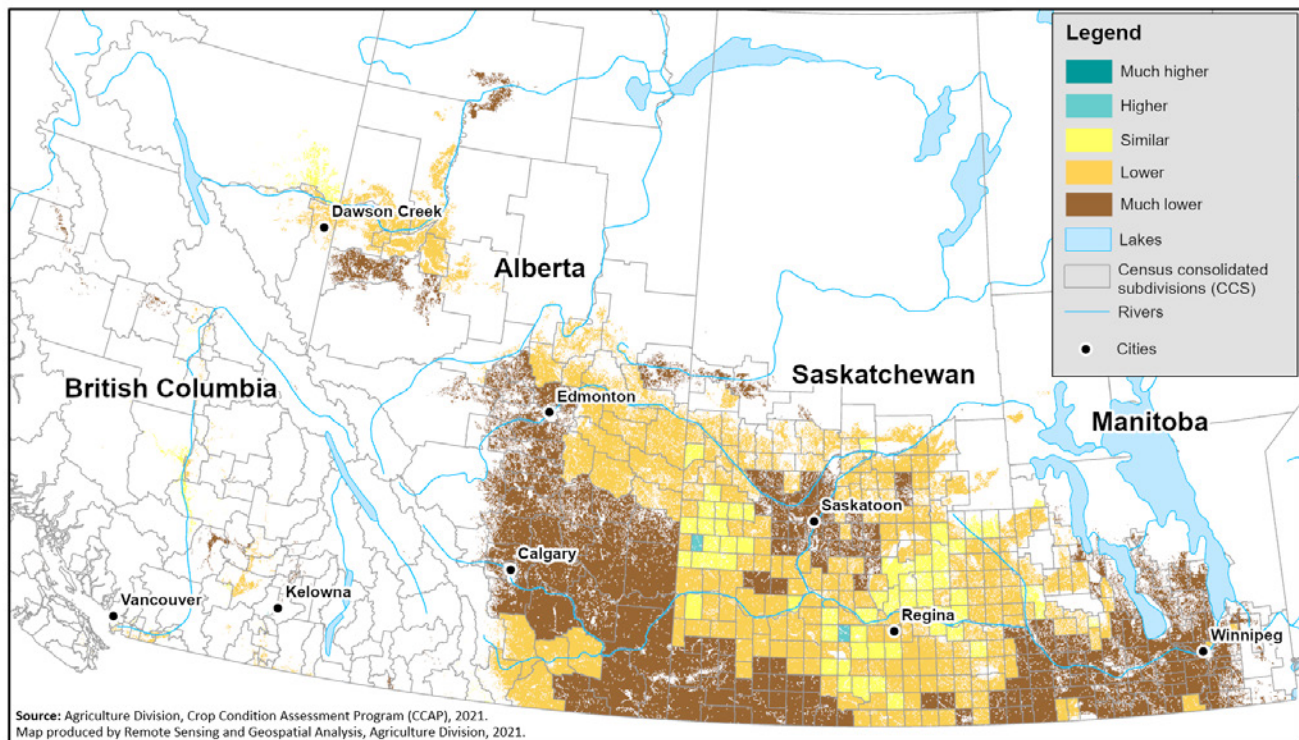 Legend
Much higher
Higher
Similar
Lower
Much lower
Lakes
Census consolidated
subdivisions (CCS)
Rivers
Cities
Dawson Creek
Alberta
British Columbia
Saskatchewan
Edmonton
Manitoba
Saskatoon
Calgary
Vancouver
Kelowna
Regina
Winnipeg
Source: Agriculture Division, Crop Condition Assessment Program (CCAP), 2021.
Map produced by Remote Sensing and Geospatial Analysis, Agriculture Division, 2021.